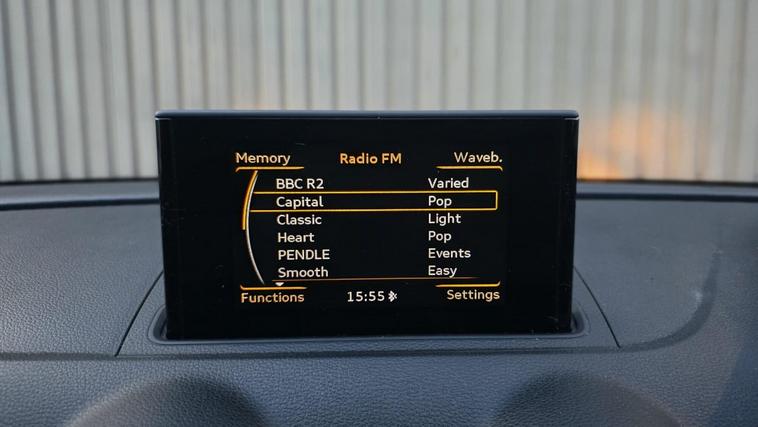 Memory Radio FM Waveb.
BBC R2 Varied
Capital Pop
Classic Light
Heart Pop
PENDLE Events
Smooth Easy
Functions 15:55 Settings